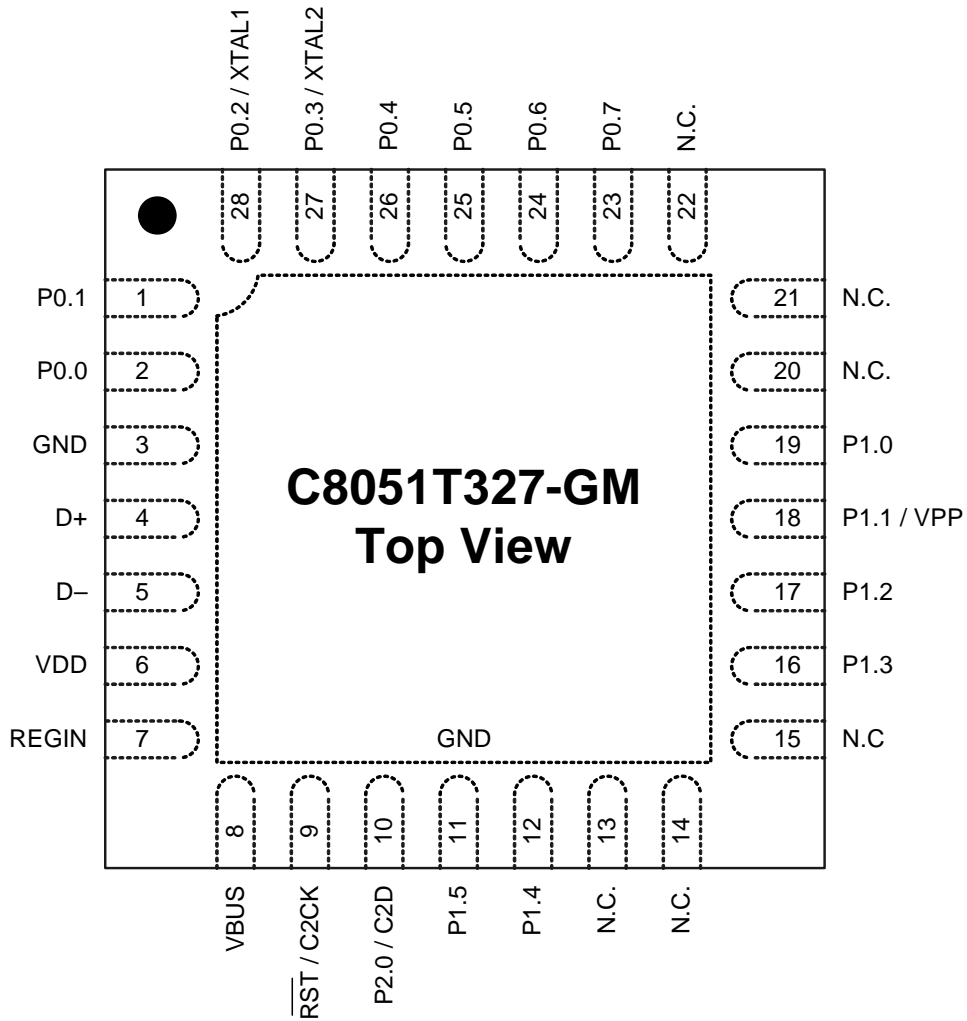 P0.2 / XTAL1
P0.3 / XTAL2
P0.4
P0.5
P0.6
P0.7
N.C.
28
27
26
25
24
23
22
P0.1 1
P0.0 2
GND 3
D+ 4
D– 5
VDD 6
REGIN 7
C8051T327-GM
Top View
GND
21 N.C.
20 N.C.
19 P1.0
18 P1.1 / VPP
17 P1.2
16 P1.3
15 N.C
8
9
10
11
12
13
14
VBUS
R̅S̅T̅ / C2CK
P2.0 / C2D
P1.5
P1.4
N.C.
N.C.